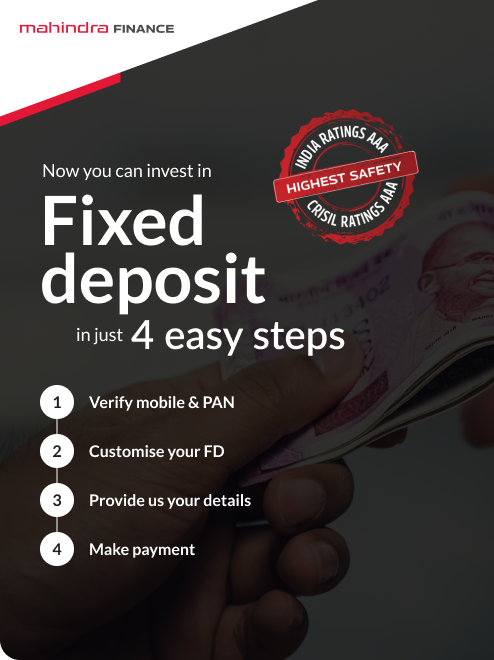 mahindra FINANCE
INDIA RATINGS AAA
HIGHEST SAFETY
CRISIL RATINGS AAA
Now you can invest in
Fixed
deposit
in just 4 easy steps
1 Verify mobile & PAN
2 Customise your FD
3 Provide us your details
4 Make payment